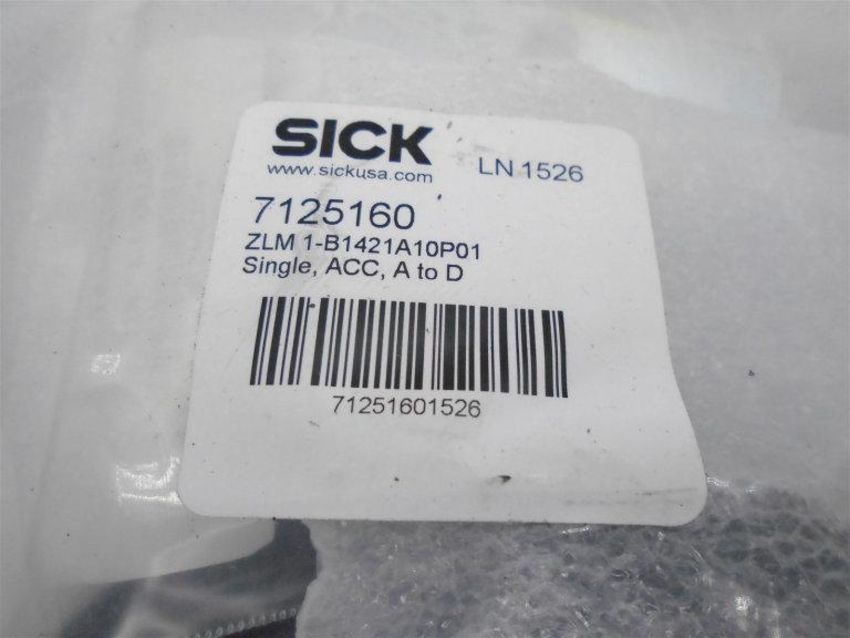 SICK
www.sickusa.com
LN 1526
7125160
ZLM 1-B1421A10P01
Single, ACC, A to D
71251601526